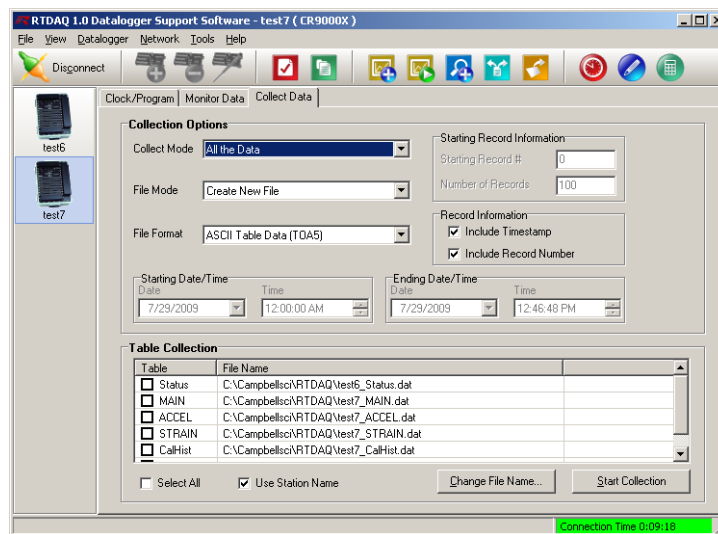 RTDAQ 1.0 Datalogger Support Software - test7 ( CR9000X )
File View Datalogger Network Tools Help
Disconnect
Clock/Program Monitor Data Collect Data
test6
test7
Collection Options
Collect Mode All the Data
File Mode Create New File
File Format ASCII Table Data (TOA5)
Starting Record Information
Starting Record # 0
Number of Records 100
Record Information
Include Timestamp
Include Record Number
Starting Date/Time
Date Time
7/29/2009 12:00:00 AM
Ending Date/Time
Date Time
7/29/2009 12:46:48 PM
Table Collection
Table File Name
Status C:\Campbellsci\RTDAQ\test6_Status.dat
MAIN C:\Campbellsci\RTDAQ\test7_MAIN.dat
ACCEL C:\Campbellsci\RTDAQ\test7_ACCEL.dat
STRAIN C:\Campbellsci\RTDAQ\test7_STRAIN.dat
CalHist C:\Campbellsci\RTDAQ\test7_CalHist.dat
Select All Use Station Name Change File Name... Start Collection
Connection Time 0:09:18